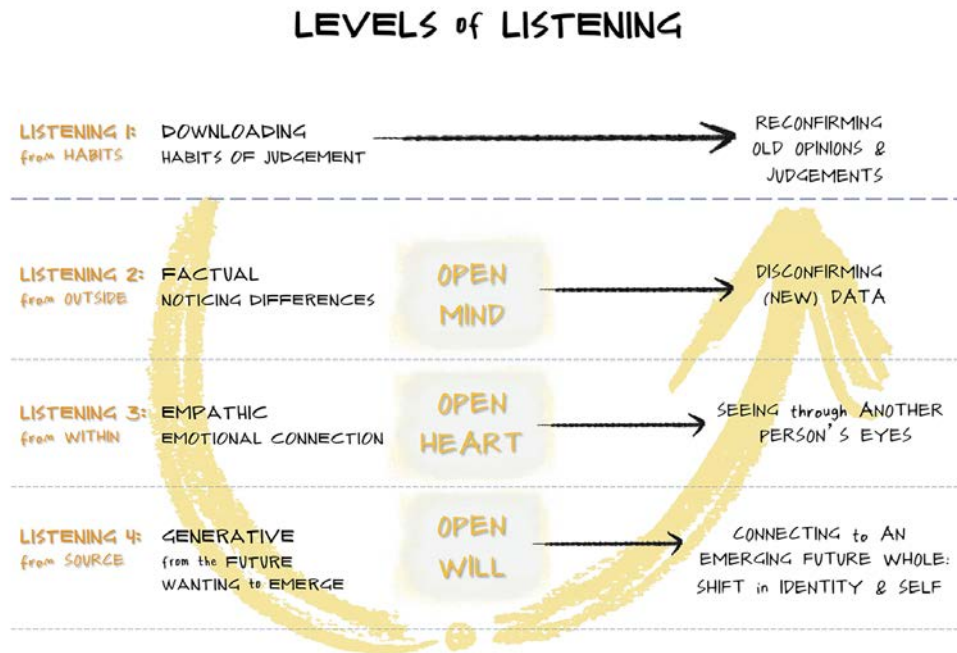 LEVELS of LISTENING
LISTENING 1:
from HABITS
DOWNLOADING
HABITS OF JUDGEMENT
RECONFIRMING
OLD OPINIONS &
JUDGEMENTS
LISTENING 2:
from OUTSIDE
FACTUAL
NOTICING DIFFERENCES
OPEN
MIND
DISCONFIRMING
(NEW) DATA
LISTENING 3:
from WITHIN
EMPATHIC
EMOTIONAL CONNECTION
OPEN
HEART
SEEING through ANOTHER
PERSON'S EYES
LISTENING 4:
from SOURCE
GENERATIVE
from the FUTURE
WANTING to EMERGE
OPEN
WILL
CONNECTING to AN
EMERGING FUTURE WHOLE:
SHIFT in IDENTITY & SELF